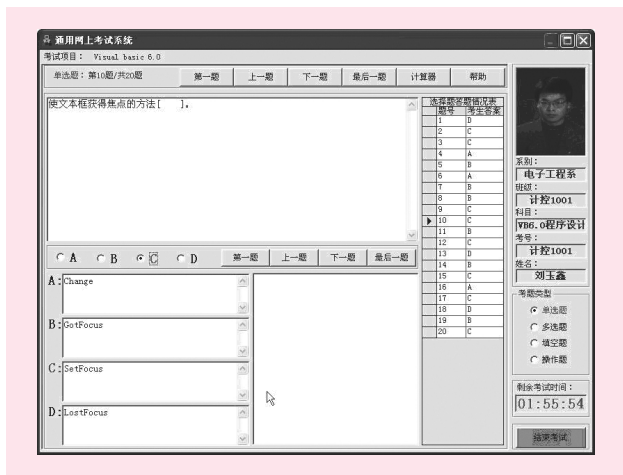 通用网上考试系统
考试项目： Visual basic 6.0
单选题：第10题/共20题 第一题 上一题 下一题 最后一题 计算器 帮助
使文本框获得焦点的方法[ ]。
A B C D 第一题 上一题 下一题 最后一题
A: Change
B: GotFocus
C: SetFocus
D: LostFocus
选择题答题情况表
题号 考生答案
1 D
2 C
3 C
4 A
5 B
6 A
7 B
8 B
9 C
10 C
11 B
12 C
13 D
14 B
15 C
16 A
17 C
18 D
19 B
20 C
系别：
电子工程系
班级：
计控1001
科目：
VB6.0程序设计
考号：
计控1001
姓名：
刘玉鑫
考题类型
单选题
多选题
填空题
操作题
剩余考试时间：
01:55:54
结束考试